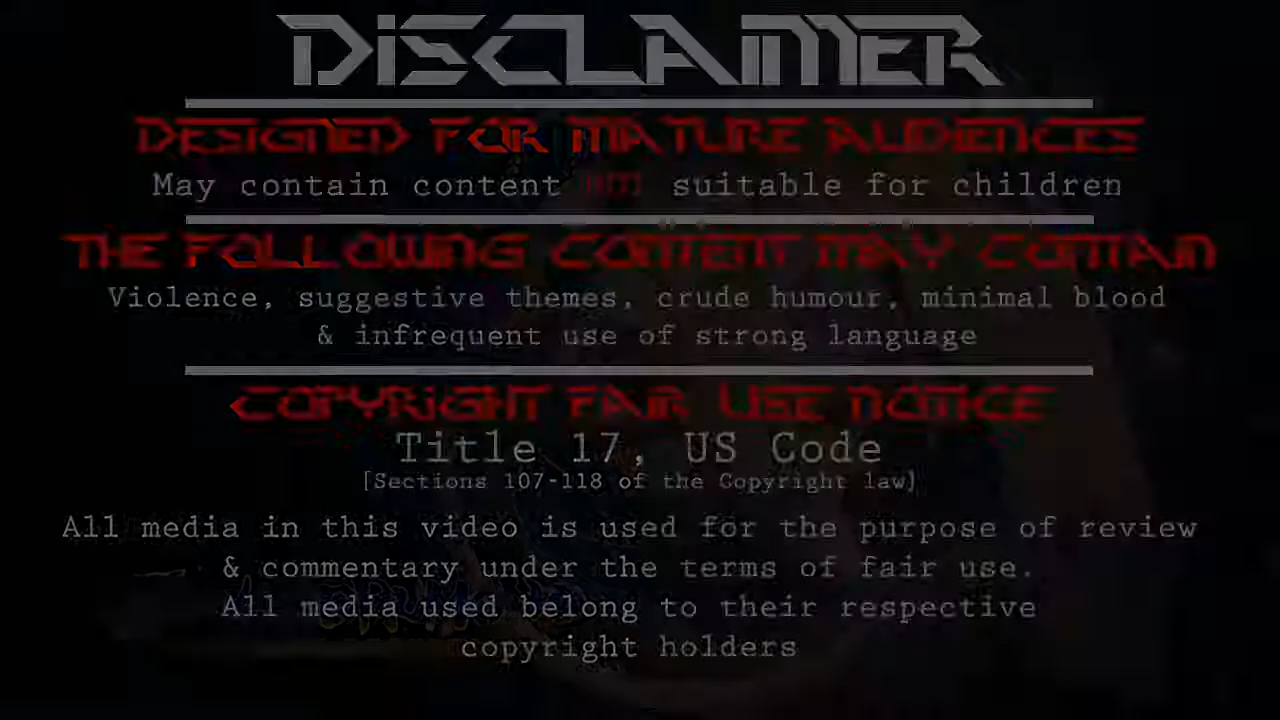 DISCLAIMER
DESIGNED FOR MATURE AUDIENCES
May contain content NOT suitable for children
THE FOLLOWING CONTENT MAY CONTAIN
Violence, suggestive themes, crude humour, minimal blood
& infrequent use of strong language
COPYRIGHT FAIR USE NOTICE
Title 17, US Code
[Sections 107-118 of the Copyright law]
All media in this video is used for the purpose of review
& commentary under the terms of fair use.
All media used belong to their respective
copyright holders